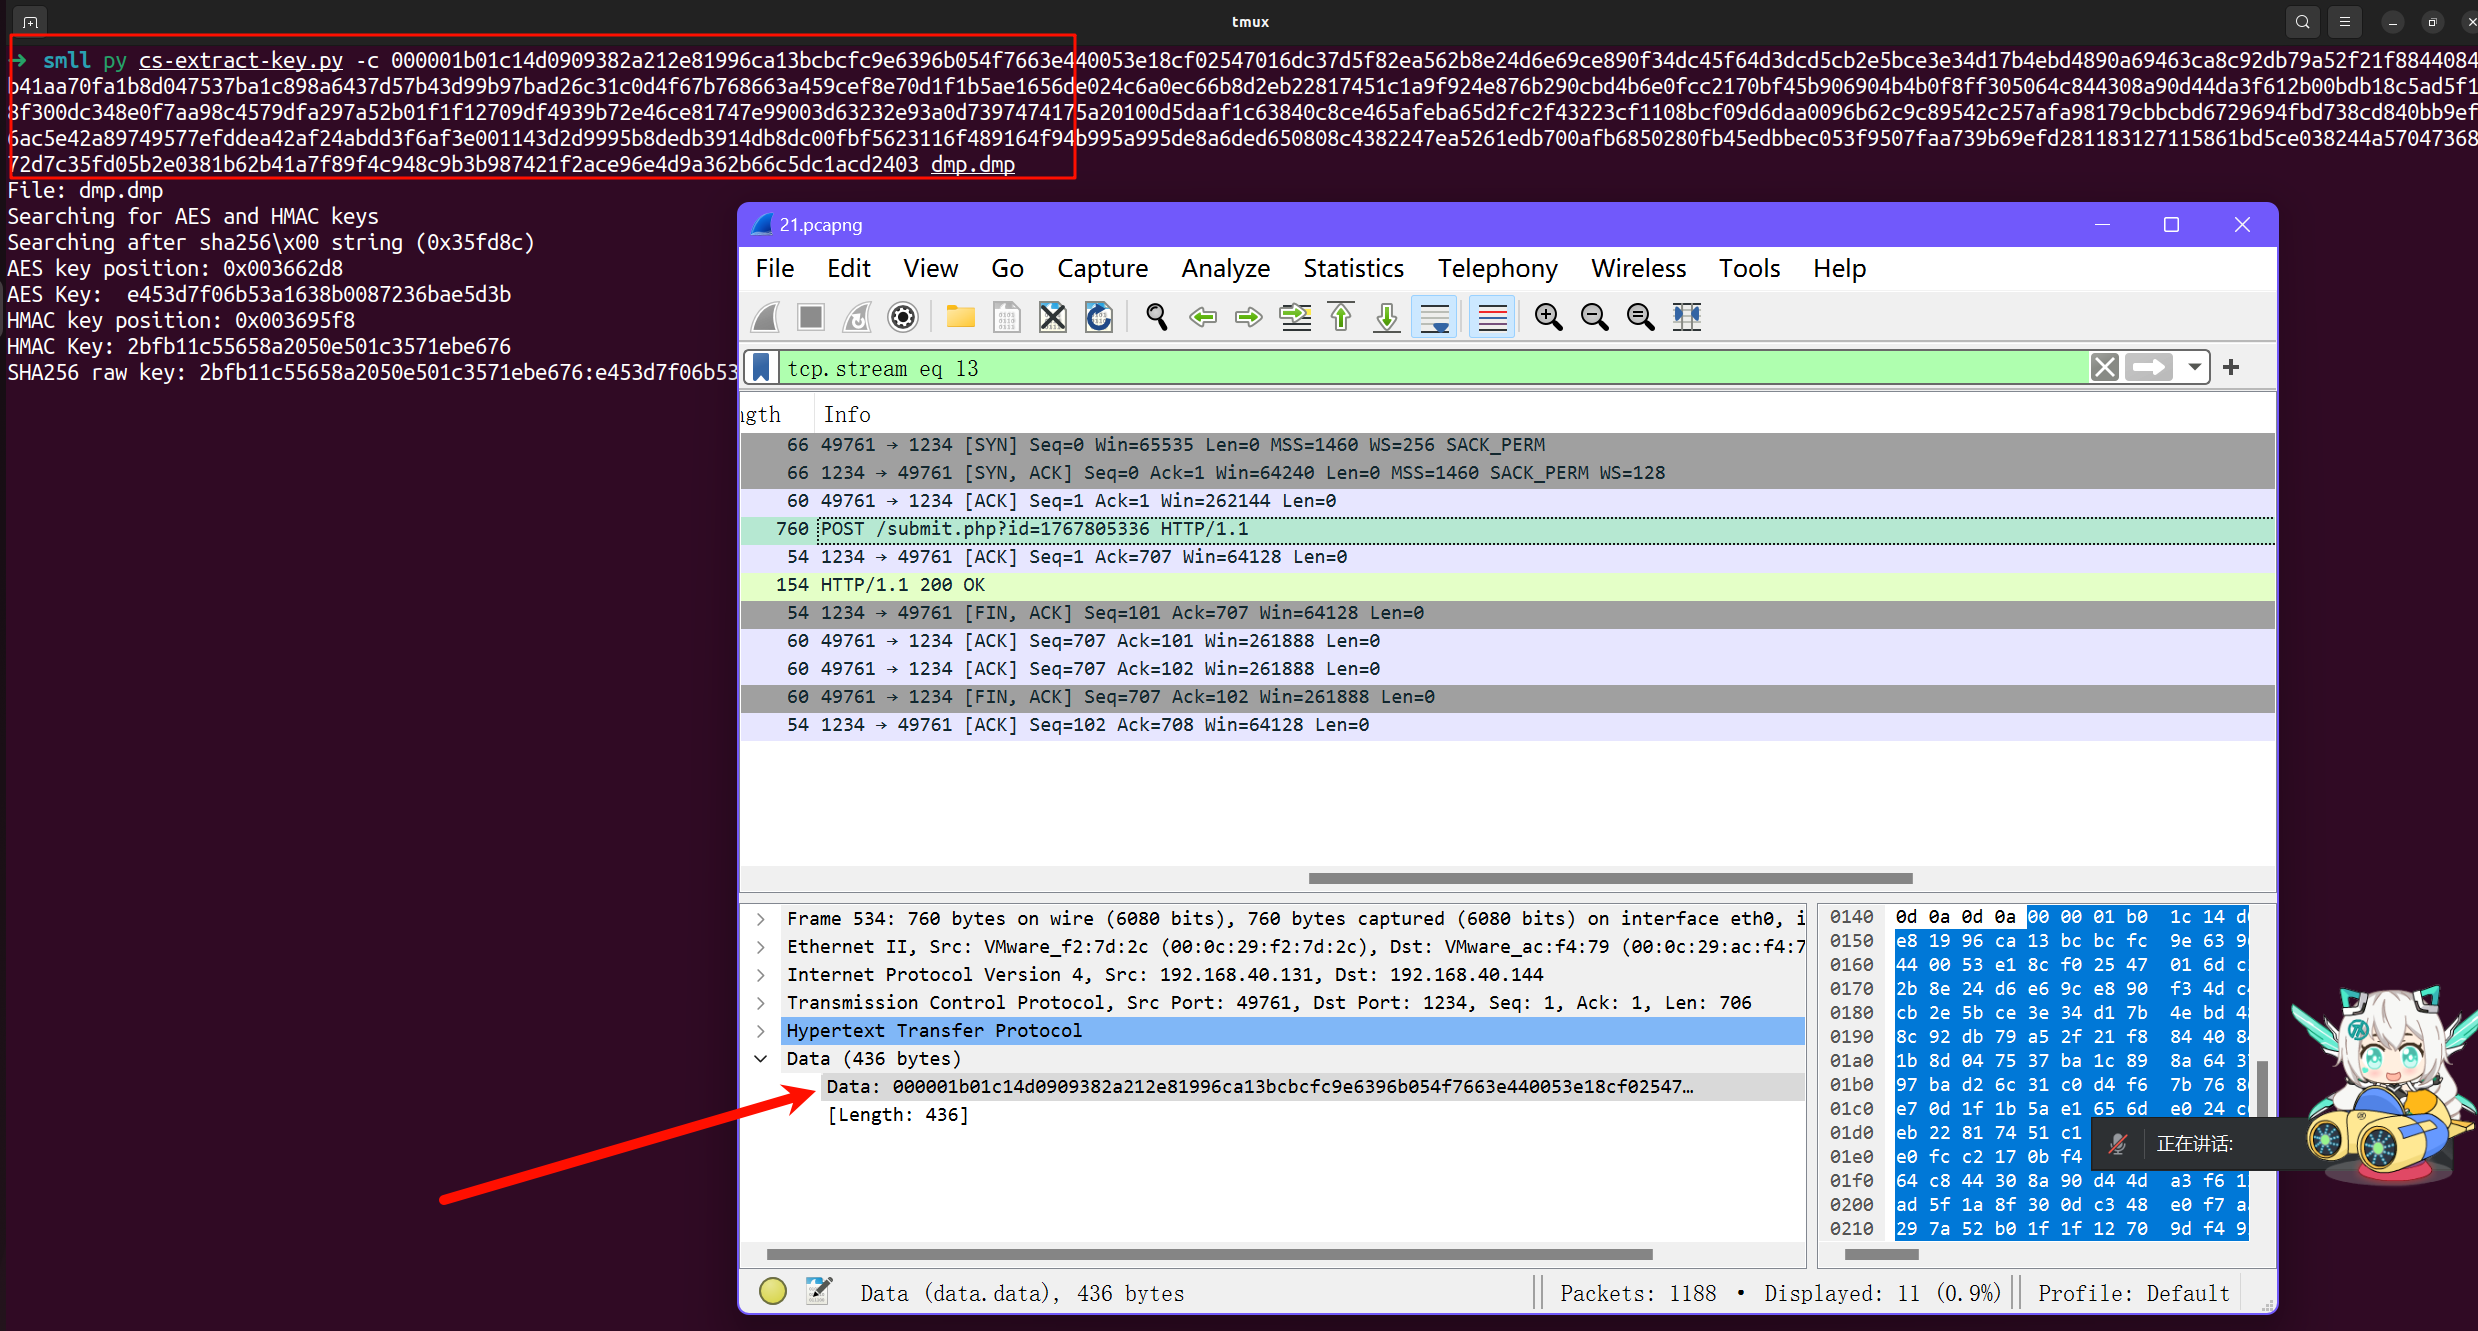 tmux
→ smll py cs-extract-key.py -c 000001b01c14d0909382a212e81996ca13bcbcfc9e6396b054f7663e440053e18cf02547016dc37d5f82ea562b8e24d6e69ce890f34dc45f64d3dcd5cb2e5bce3e34d17b4ebd4890a69463ca8c92db79a52f21f8844084
b41aa70fa1b8d047537ba1c898a6437d57b43d99b97bad26c31c0d4f67b768663a459cef8e70d1f1b5ae1656de024c6a0ec66b8d2eb22817451c1a9f924e876b290cbd4b6e0fcc2170bf45b906904b4b0f8ff305064c844308a90d44da3f612b00bdb18c5ad5f1
8f300dc348e0f7aa98c4579dfa297a52b01f1f12709df4939b72e46ce81747e99003d63232e93a0d7397474175a20100d5daaf1c63840c8ce465afeba65d2fc2f43223cf1108bcf09d6daa0096b62c9c89542c257afa98179cbbcbd6729694fbd738cd840bb9ef
6ac5e42a89749577efddea42af24abdd3f6af3e001143d2d9995b8dedb3914db8dc00fbf5623116f489164f94b995a995de8a6ded650808c4382247ea5261edb700afb6850280fb45edbbec053f9507faa739b69efd281183127115861bd5ce038244a57047368
72d7c35fd05b2e0381b62b41a7f89f4c948c9b3b987421f2ace96e4d9a362b66c5dc1acd2403 dmp.dmp
File: dmp.dmp
Searching for AES and HMAC keys
Searching after sha256\x00 string (0x35fd8c)
AES key position: 0x003662d8
AES Key:  e453d7f06b53a1638b0087236bae5d3b
HMAC key position: 0x003695f8
HMAC Key: 2bfb11c55658a2050e501c3571ebe676
SHA256 raw key: 2bfb11c55658a2050e501c3571ebe676:e453d7f06b53
21.pcapng
File Edit View Go Capture Analyze Statistics Telephony Wireless Tools Help
tcp.stream eq 13
ngth Info
66 49761 → 1234 [SYN] Seq=0 Win=65535 Len=0 MSS=1460 WS=256 SACK_PERM
66 1234 → 49761 [SYN, ACK] Seq=0 Ack=1 Win=64240 Len=0 MSS=1460 SACK_PERM WS=128
60 49761 → 1234 [ACK] Seq=1 Ack=1 Win=262144 Len=0
760 POST /submit.php?id=1767805336 HTTP/1.1
54 1234 → 49761 [ACK] Seq=1 Ack=707 Win=64128 Len=0
154 HTTP/1.1 200 OK
54 1234 → 49761 [FIN, ACK] Seq=101 Ack=707 Win=64128 Len=0
60 49761 → 1234 [ACK] Seq=707 Ack=101 Win=261888 Len=0
60 49761 → 1234 [ACK] Seq=707 Ack=102 Win=261888 Len=0
60 49761 → 1234 [FIN, ACK] Seq=707 Ack=102 Win=261888 Len=0
54 1234 → 49761 [ACK] Seq=102 Ack=708 Win=64128 Len=0
Frame 534: 760 bytes on wire (6080 bits), 760 bytes captured (6080 bits) on interface eth0, i
Ethernet II, Src: VMware_f2:7d:2c (00:0c:29:f2:7d:2c), Dst: VMware_ac:f4:79 (00:0c:29:ac:f4:7
Internet Protocol Version 4, Src: 192.168.40.131, Dst: 192.168.40.144
Transmission Control Protocol, Src Port: 49761, Dst Port: 1234, Seq: 1, Ack: 1, Len: 706
Hypertext Transfer Protocol
Data (436 bytes)
Data: 000001b01c14d0909382a212e81996ca13bcbcfc9e6396b054f7663e440053e18cf02547…
[Length: 436]
0140 0d 0a 0d 0a 00 00 01 b0 1c 14 d
0150 e8 19 96 ca 13 bc bc fc 9e 63 9
0160 44 00 53 e1 8c f0 25 47 01 6d c
0170 2b 8e 24 d6 e6 9c e8 90 f3 4d c
0180 cb 2e 5b ce 3e 34 d1 7b 4e bd 4
0190 8c 92 db 79 a5 2f 21 f8 84 40 8
01a0 1b 8d 04 75 37 ba 1c 89 8a 64 3
01b0 97 ba d2 6c 31 c0 d4 f6 7b 76 8
01c0 e7 0d 1f 1b 5a e1 65 6d e0 24 c
01d0 eb 22 81 74 51 c1
01e0 e0 fc c2 17 0b f4
01f0 64 c8 44 30 8a 90 d4 4d a3 f6 1
0200 ad 5f 1a 8f 30 0d c3 48 e0 f7 a
0210 29 7a 52 b0 1f 1f 12 70 9d f4 9
正在讲话:
Data (data.data), 436 bytes
Packets: 1188 · Displayed: 11 (0.9%)
Profile: Default